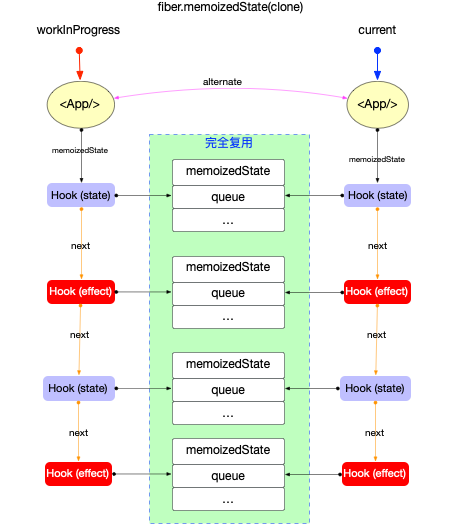 fiber.memoizedState(clone)
workInProgress
current
<App/>
alternate
<App/>
memoizedState
memoizedState
完全复用
memoizedState
Hook (state)
queue
Hook (state)
...
next
next
memoizedState
Hook (effect)
queue
Hook (effect)
...
next
next
memoizedState
Hook (state)
queue
Hook (state)
...
next
next
memoizedState
Hook (effect)
queue
Hook (effect)
...